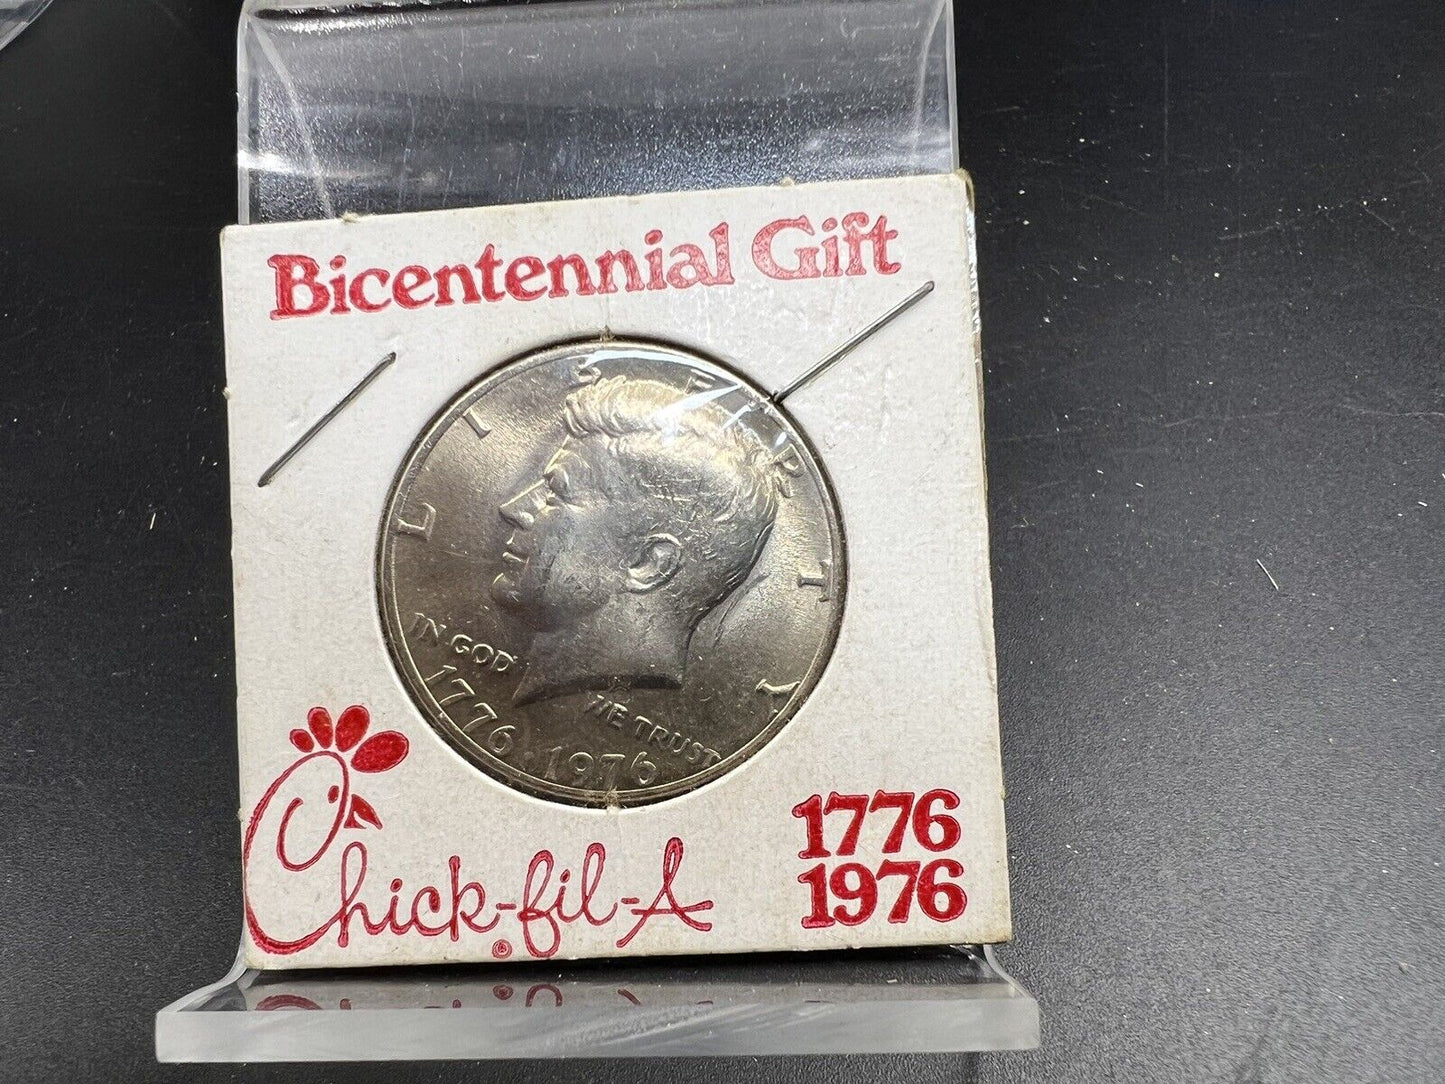 Bicentennial Gift
LIBERTY
IN GOD WE TRUST
1776 · 1976
Chick-fil-A®
1776
1976